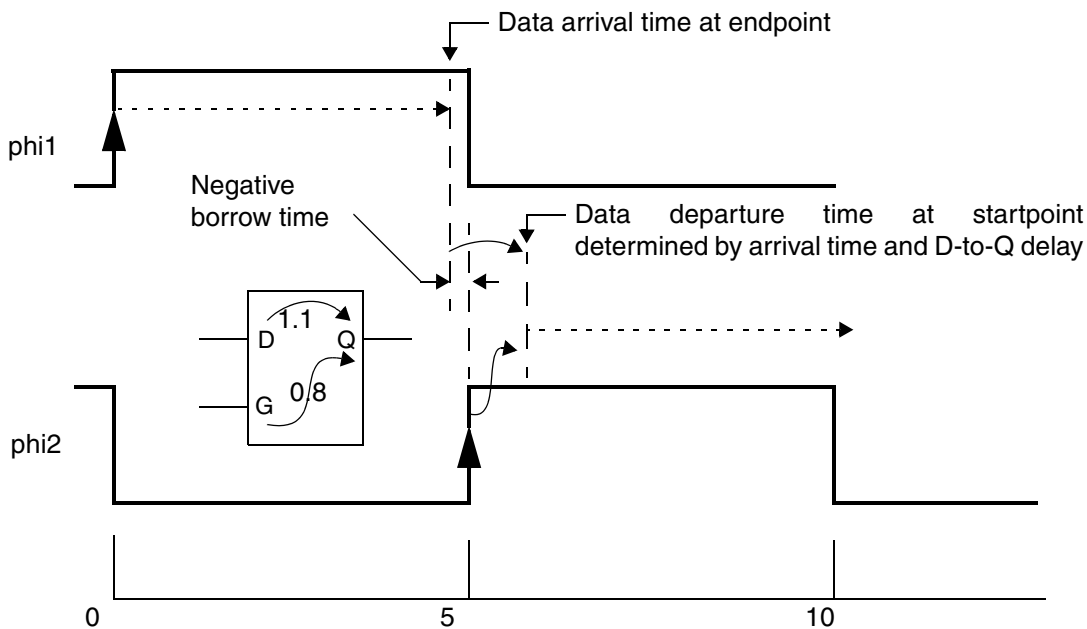 Data arrival time at endpoint
phi1
Negative
borrow time
Data departure time at startpoint
determined by arrival time and D-to-Q delay
1.1
D
Q
0.8
G
phi2
0
5
10